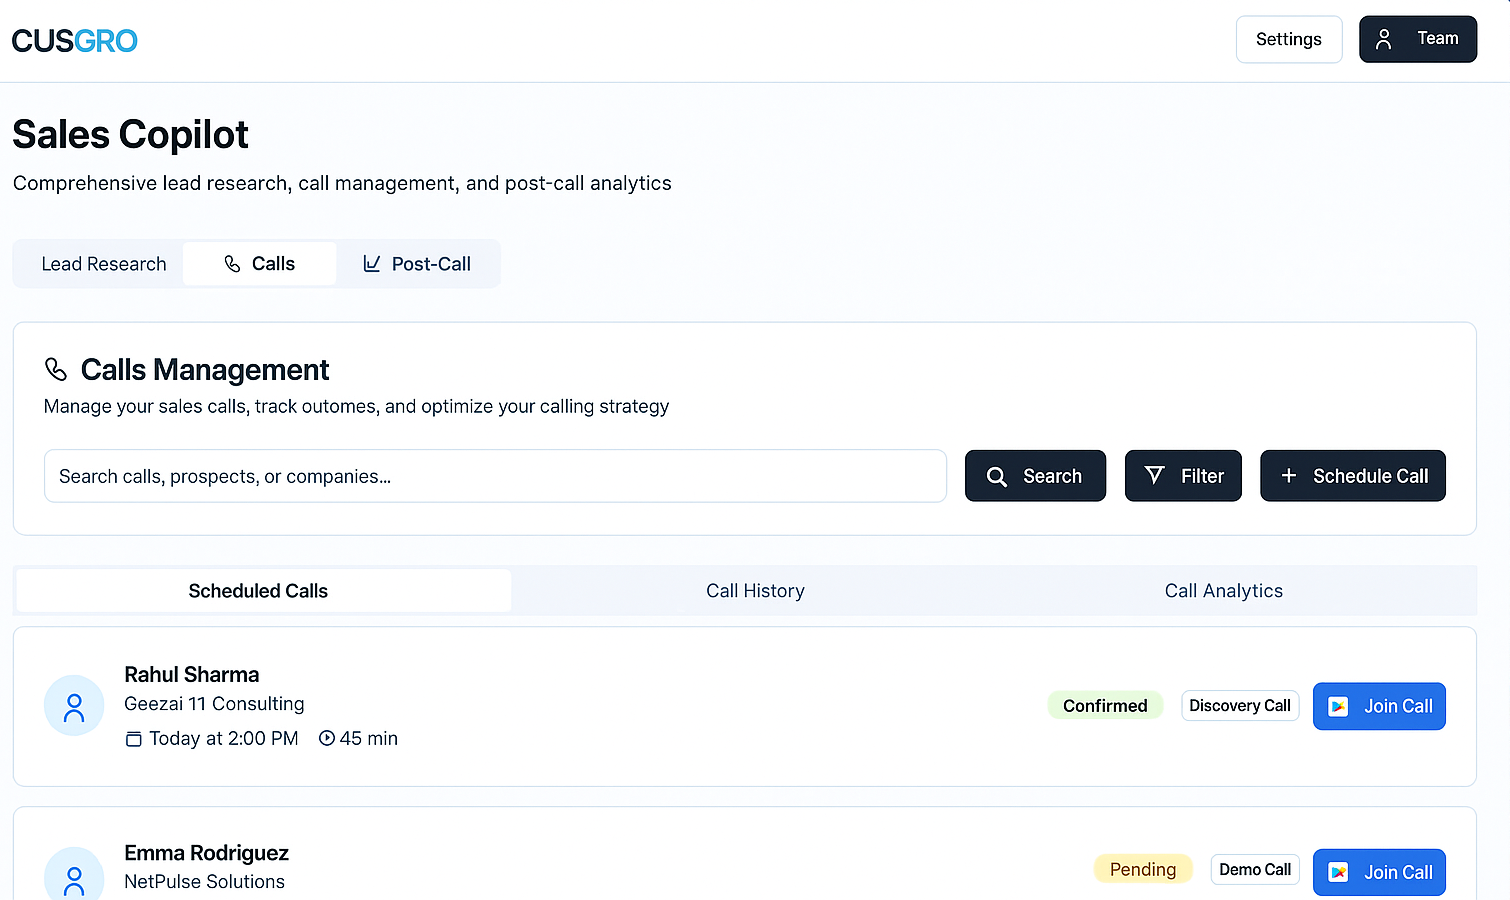 CUSGRO
Settings
Team
Sales Copilot
Comprehensive lead research, call management, and post-call analytics
Lead Research
Calls
Post-Call
Calls Management
Manage your sales calls, track outomes, and optimize your calling strategy
Search calls, prospects, or companies...
Search
Filter
+ Schedule Call
Scheduled Calls
Call History
Call Analytics
Rahul Sharma
Geezai 11 Consulting
Today at 2:00 PM
45 min
Confirmed
Discovery Call
Join Call
Emma Rodriguez
NetPulse Solutions
Pending
Demo Call
Join Call